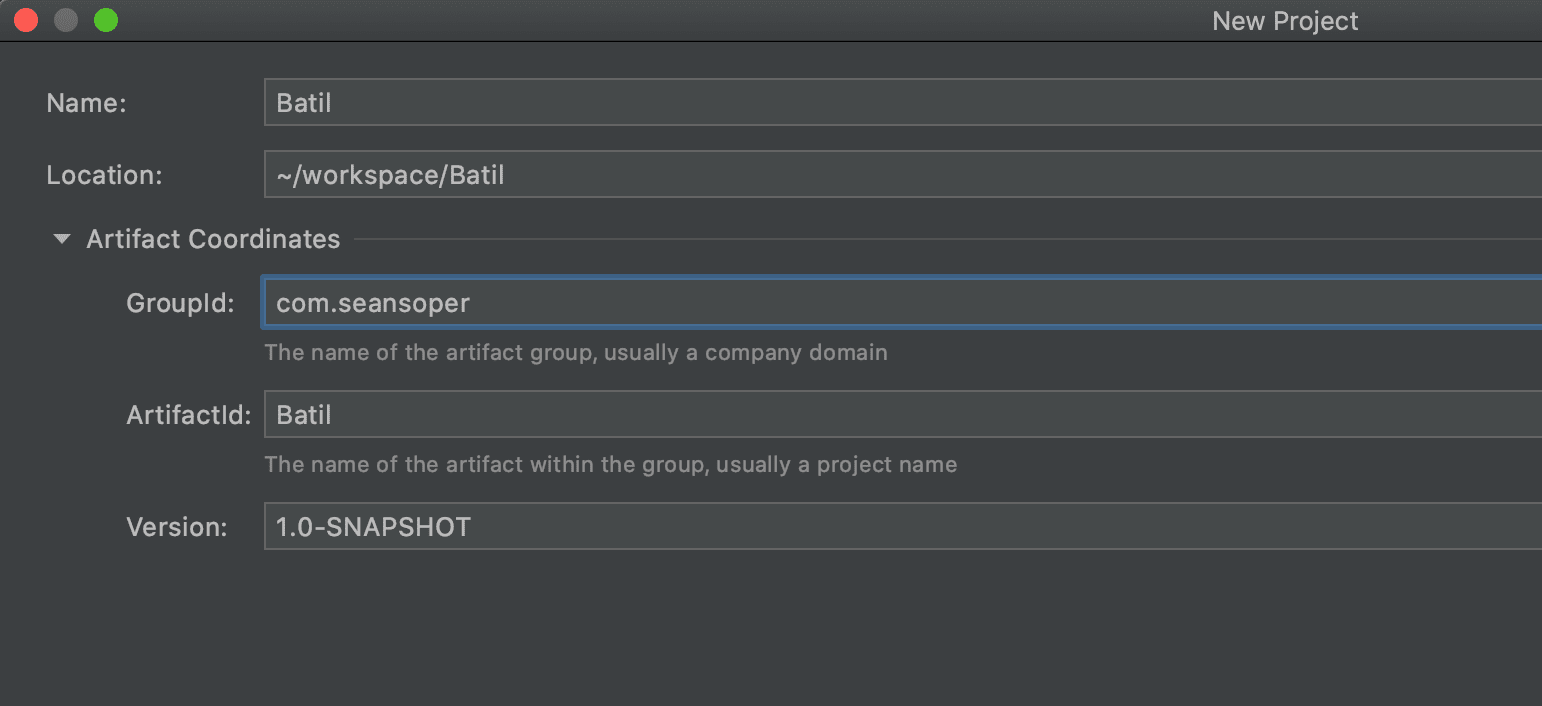 New Project
Name: Batil
Location: ~/workspace/Batil
Artifact Coordinates
GroupId: com.seansoper
The name of the artifact group, usually a company domain
ArtifactId: Batil
The name of the artifact within the group, usually a project name
Version: 1.0-SNAPSHOT